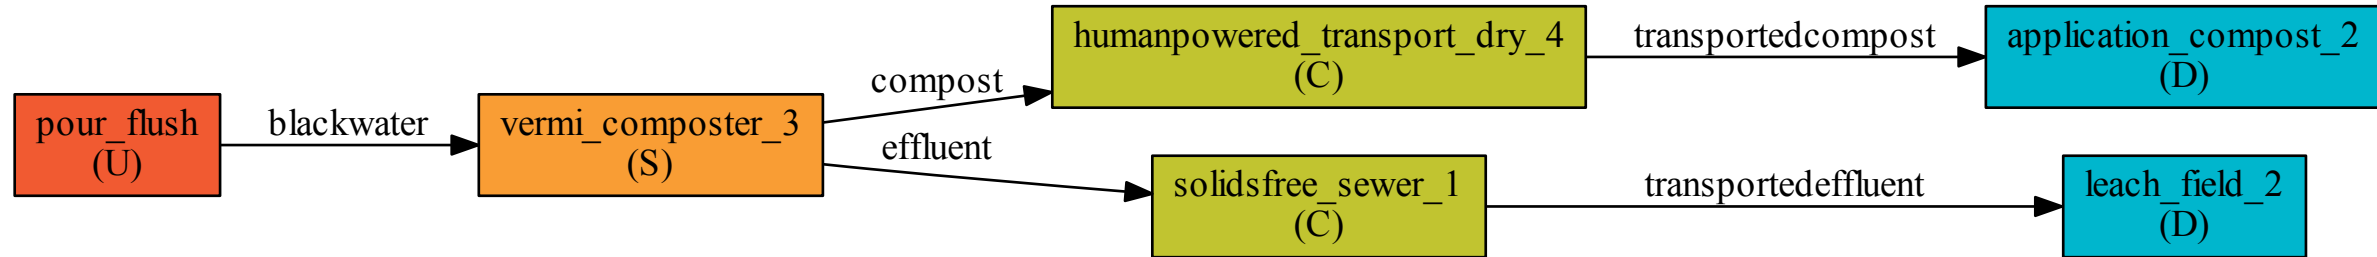 pour_flush
(U)
blackwater
vermi_composter_3
(S)
compost
effluent
humanpowered_transport_dry_4
(C)
transportedcompost
application_compost_2
(D)
solidsfree_sewer_1
(C)
transportedeffluent
leach_field_2
(D)